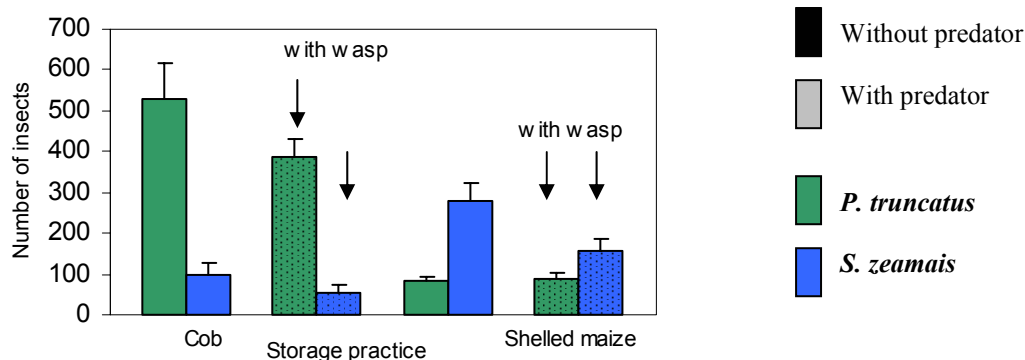 Number of insects
700
600
500
400
300
200
100
0
with wasp
with wasp
Cob
Storage practice
Shelled maize
Without predator
With predator
P. truncatus
S. zeamais